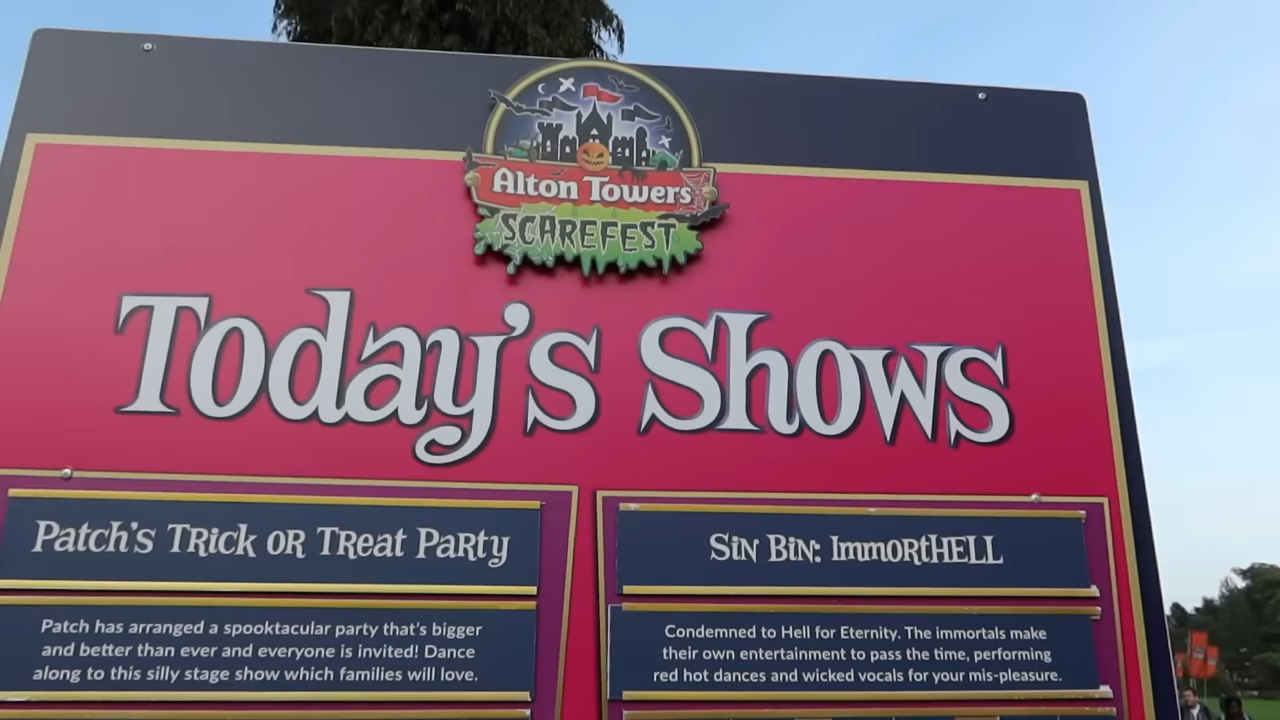 Alton Towers
SCAREFEST
Today's Shows
Patch's Trick or Treat Party
Patch has arranged a spooktacular party that's bigger
and better than ever and everyone is invited! Dance
along to this silly stage show which families will love.
Sin Bin: ImmortHELL
Condemned to Hell for Eternity. The immortals make
their own entertainment to pass the time, performing
red hot dances and wicked vocals for your mis-pleasure.